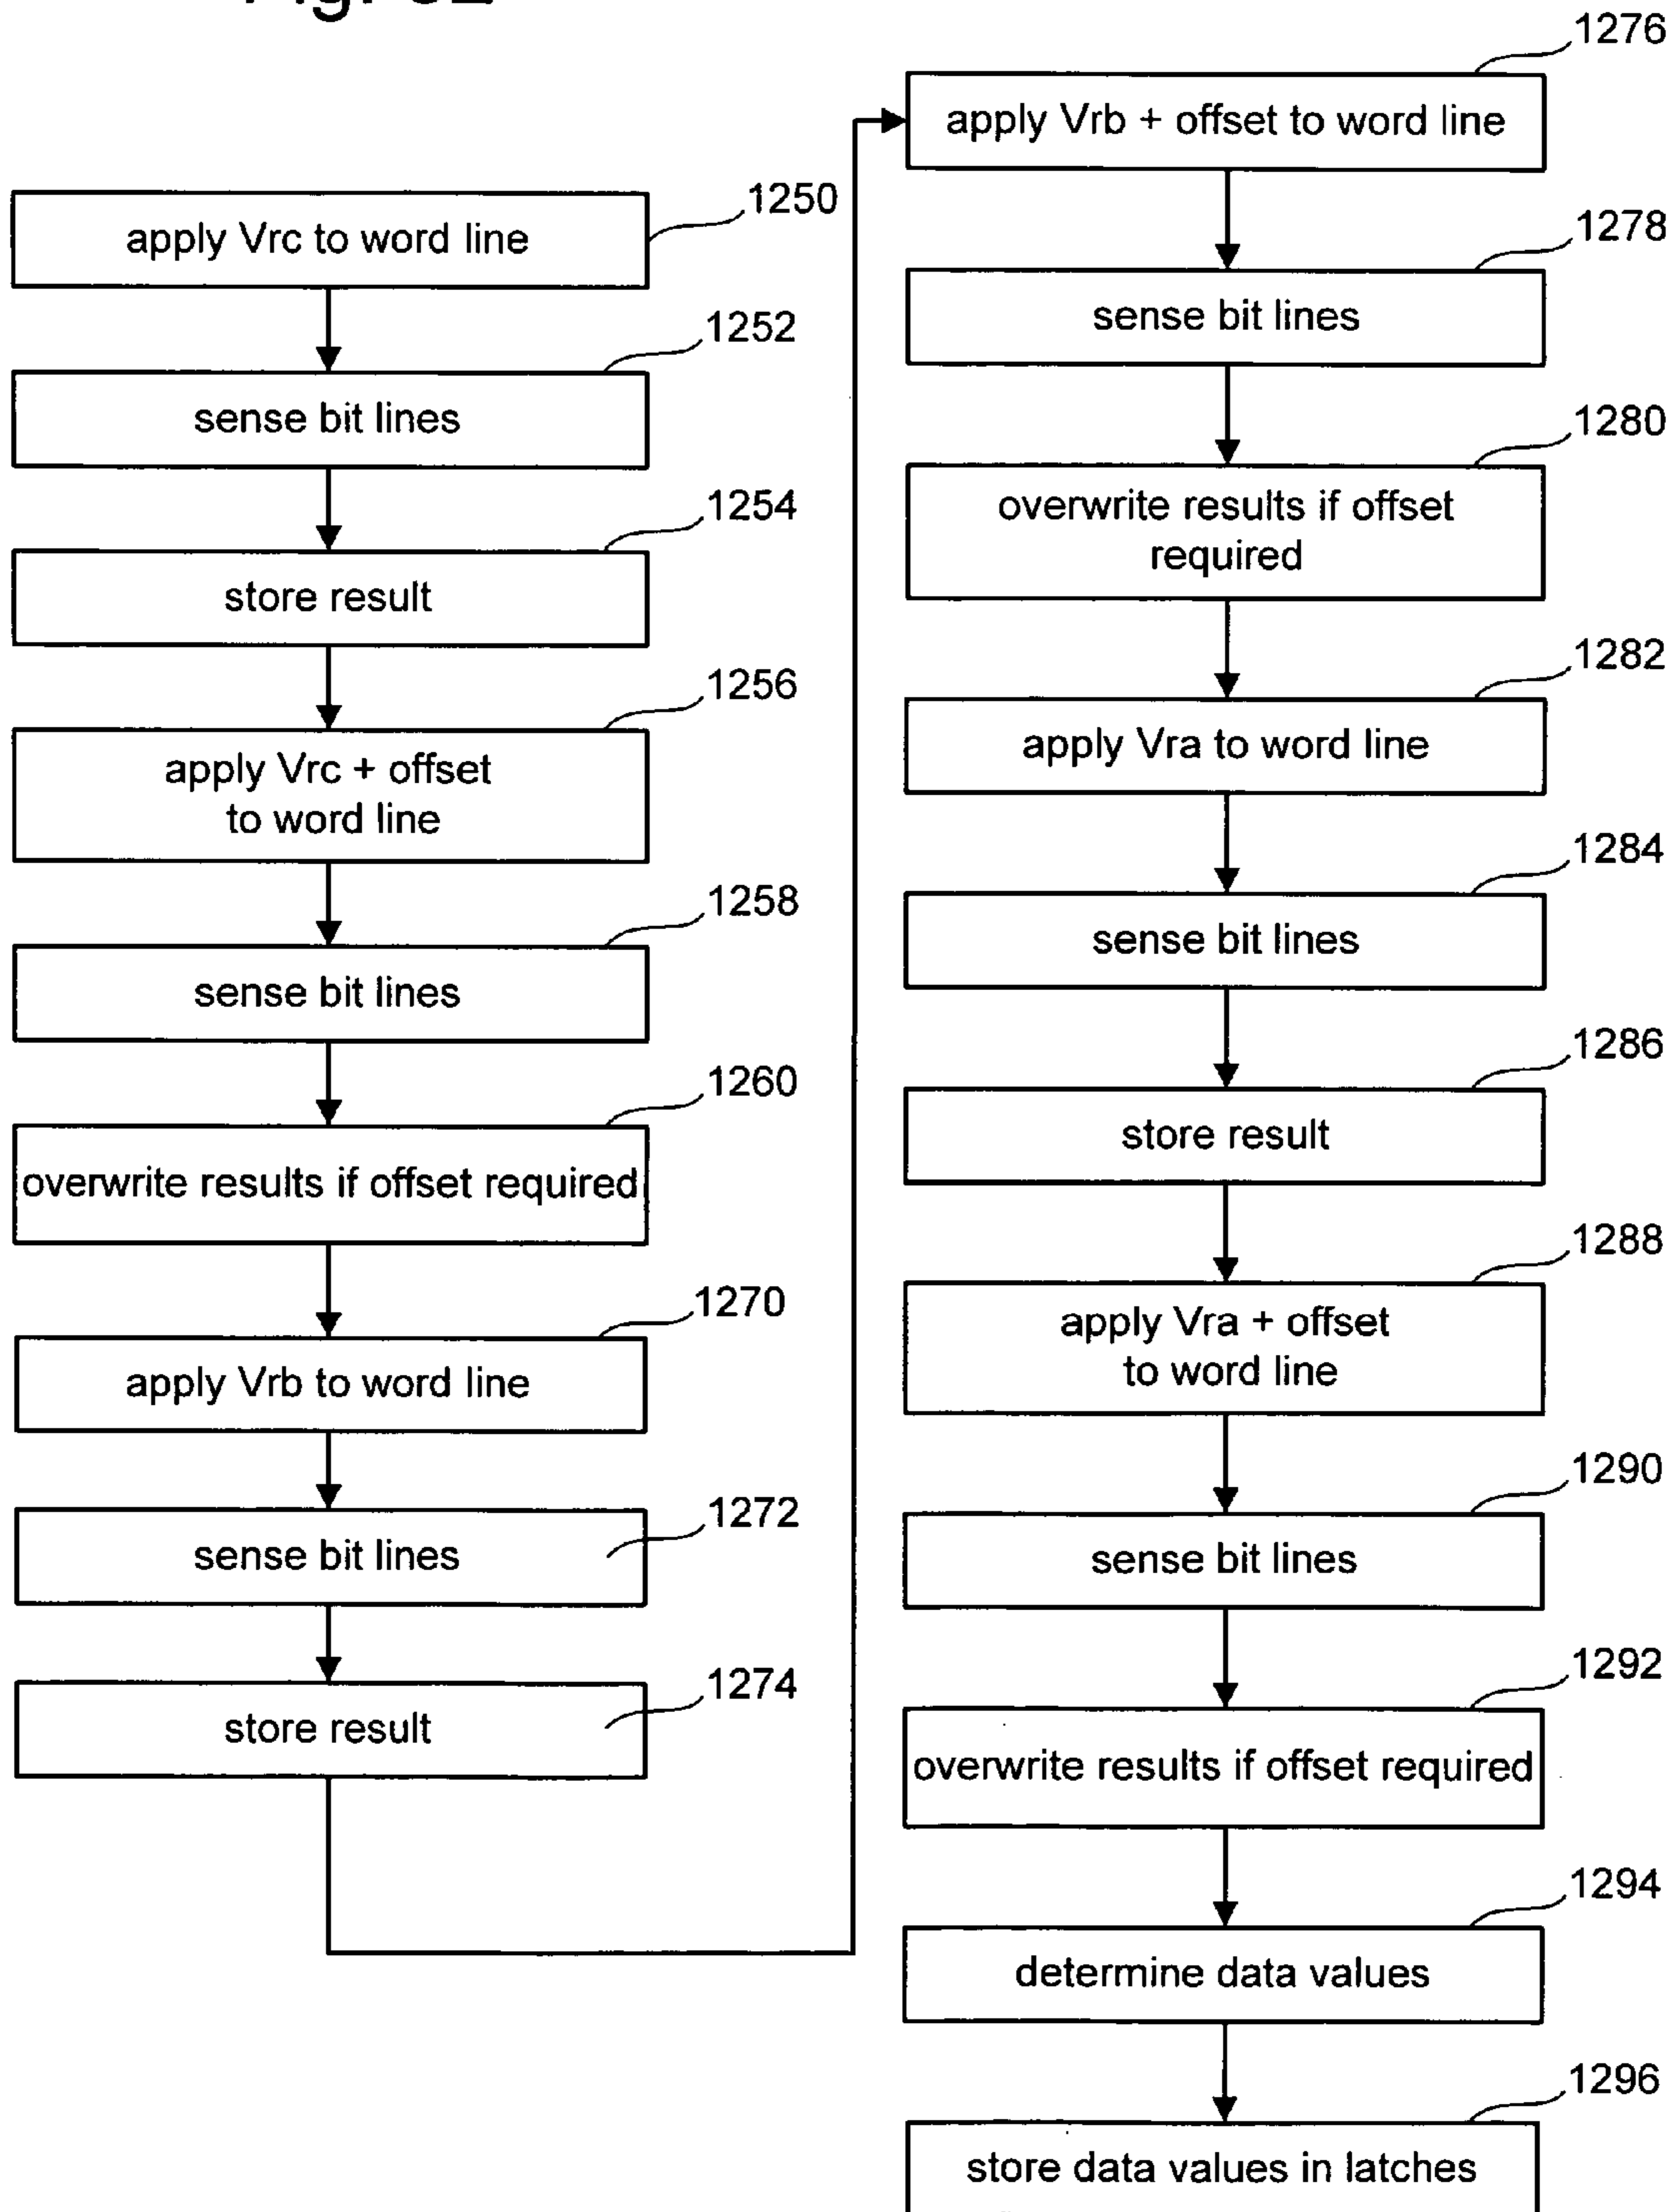 1250
apply Vrc to word line
1252
sense bit lines
1254
store result
1256
apply Vrc + offset
to word line
1258
sense bit lines
1260
overwrite results if offset required
1270
apply Vrb to word line
1272
sense bit lines
1274
store result
1276
apply Vrb + offset to word line
1278
sense bit lines
1280
overwrite results if offset
required
1282
apply Vra to word line
1284
sense bit lines
1286
store result
1288
apply Vra + offset
to word line
1290
sense bit lines
1292
overwrite results if offset required
1294
determine data values
1296
store data values in latches